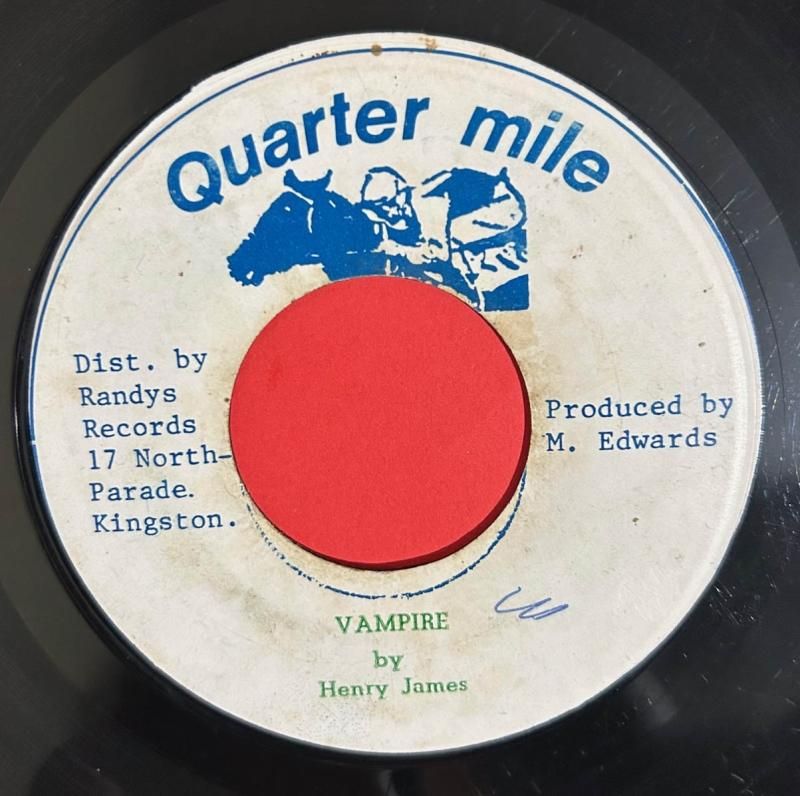 Quarter mile
Dist. by
Randys
Records
17 North-
Parade.
Kingston.
Produced by
M. Edwards
VAMPIRE
by
Henry James